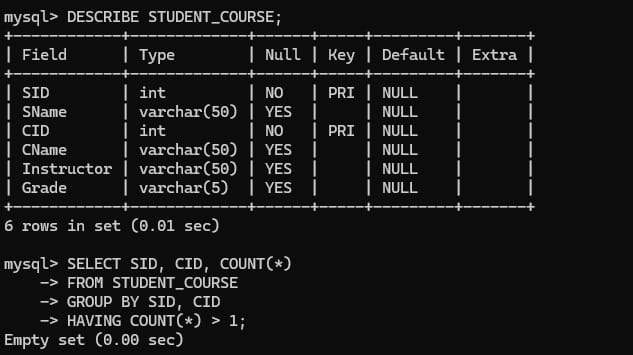 mysql> DESCRIBE STUDENT_COURSE;
+------------+-------------+------+-----+---------+-------+
| Field      | Type        | Null | Key | Default | Extra |
+------------+-------------+------+-----+---------+-------+
| SID        | int         | NO   | PRI | NULL    |       |
| SName      | varchar(50) | YES  |     | NULL    |       |
| CID        | int         | NO   | PRI | NULL    |       |
| CName      | varchar(50) | YES  |     | NULL    |       |
| Instructor | varchar(50) | YES  |     | NULL    |       |
| Grade      | varchar(5)  | YES  |     | NULL    |       |
+------------+-------------+------+-----+---------+-------+
6 rows in set (0.01 sec)

mysql> SELECT SID, CID, COUNT(*)
    -> FROM STUDENT_COURSE
    -> GROUP BY SID, CID
    -> HAVING COUNT(*) > 1;
Empty set (0.00 sec)